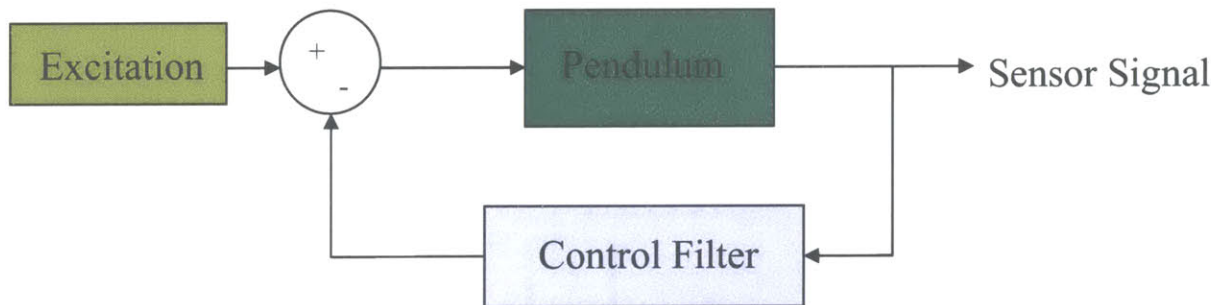 Excitation
+
-
Pendulum
Sensor Signal
Control Filter